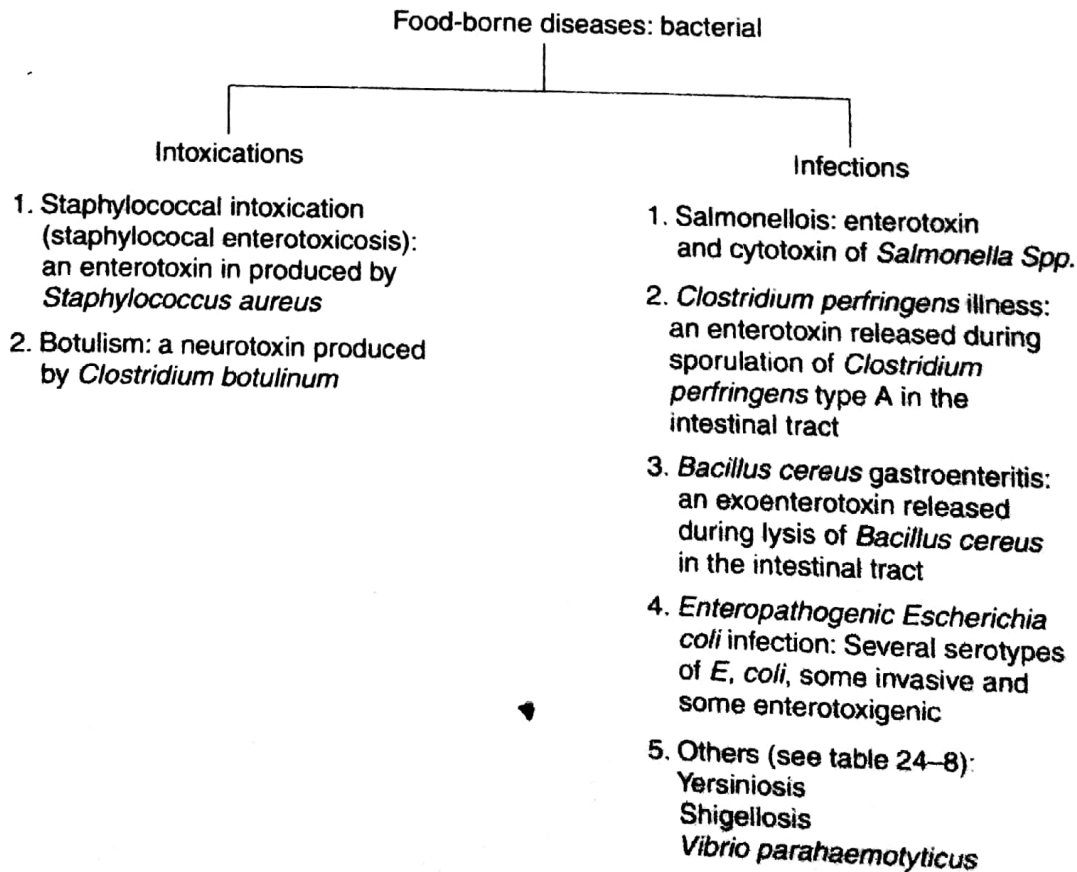 Food-borne diseases: bacterial
Intoxications
1. Staphylococcal intoxication
(staphylococal enterotoxicosis):
an enterotoxin in produced by
Staphylococcus aureus
2. Botulism: a neurotoxin produced
by Clostridium botulinum
Infections
1. Salmonellois: enterotoxin
and cytotoxin of Salmonella Spp.
2. Clostridium perfringens illness:
an enterotoxin released during
sporulation of Clostridium
perfringens type A in the
intestinal tract
3. Bacillus cereus gastroenteritis:
an exoenterotoxin released
during lysis of Bacillus cereus
in the intestinal tract
4. Enteropathogenic Escherichia
coli infection: Several serotypes
of E, coli, some invasive and
some enterotoxigenic
5. Others (see table 24–8):
Yersiniosis
Shigellosis
Vibrio parahaemotyticus